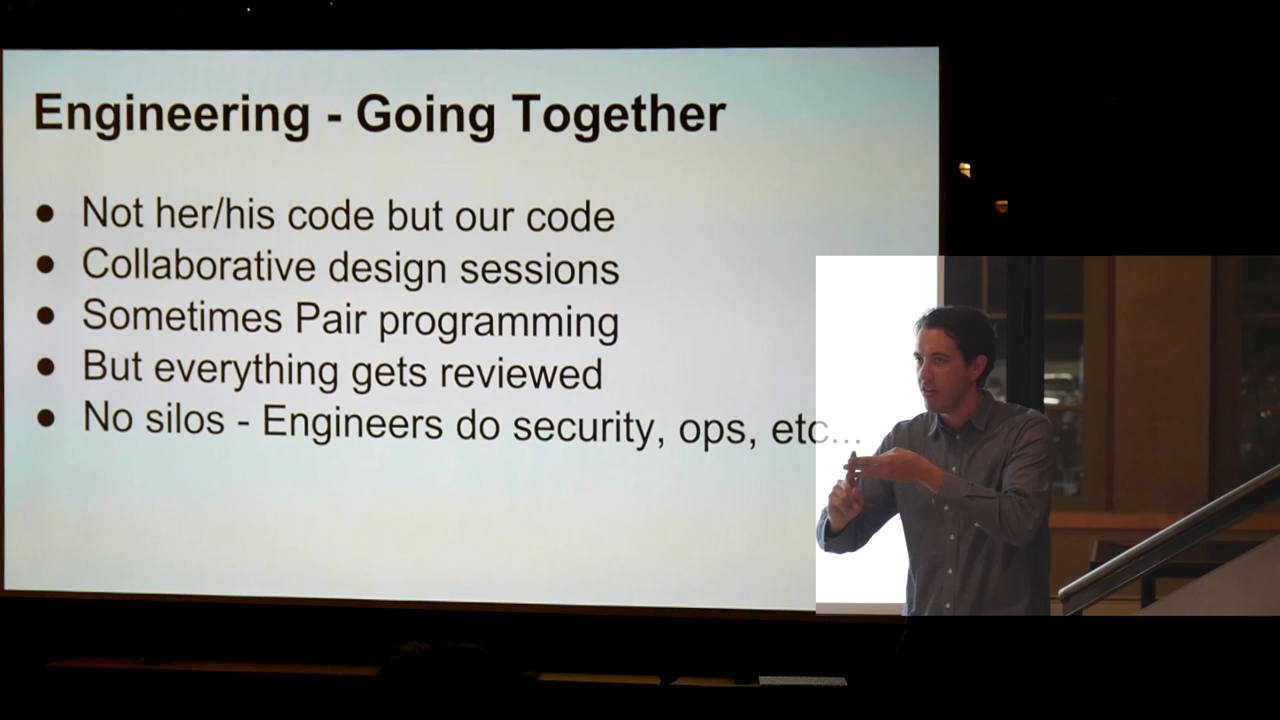 Engineering - Going Together
● Not her/his code but our code
● Collaborative design sessions
● Sometimes Pair programming
● But everything gets reviewed
● No silos - Engineers do security, ops, etc...